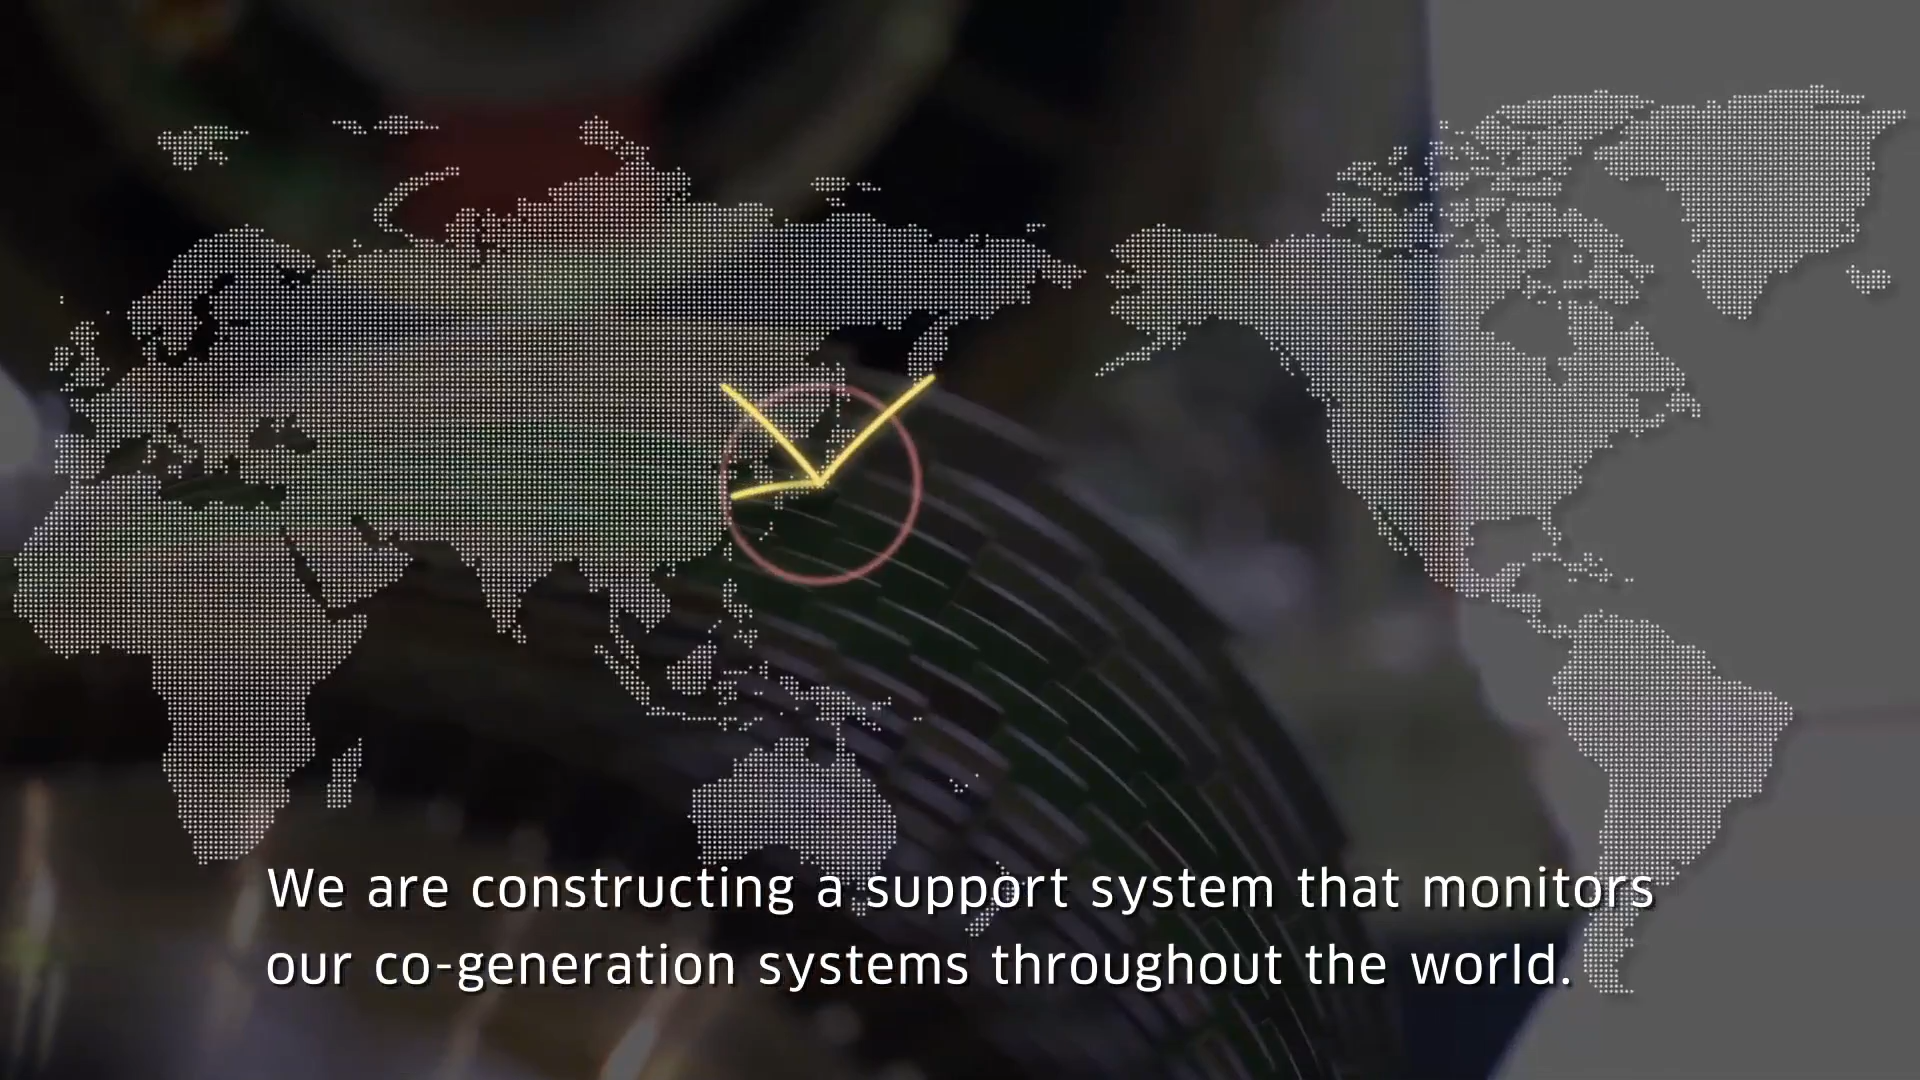 We are constructing a support system that monitors
our co-generation systems throughout the world.